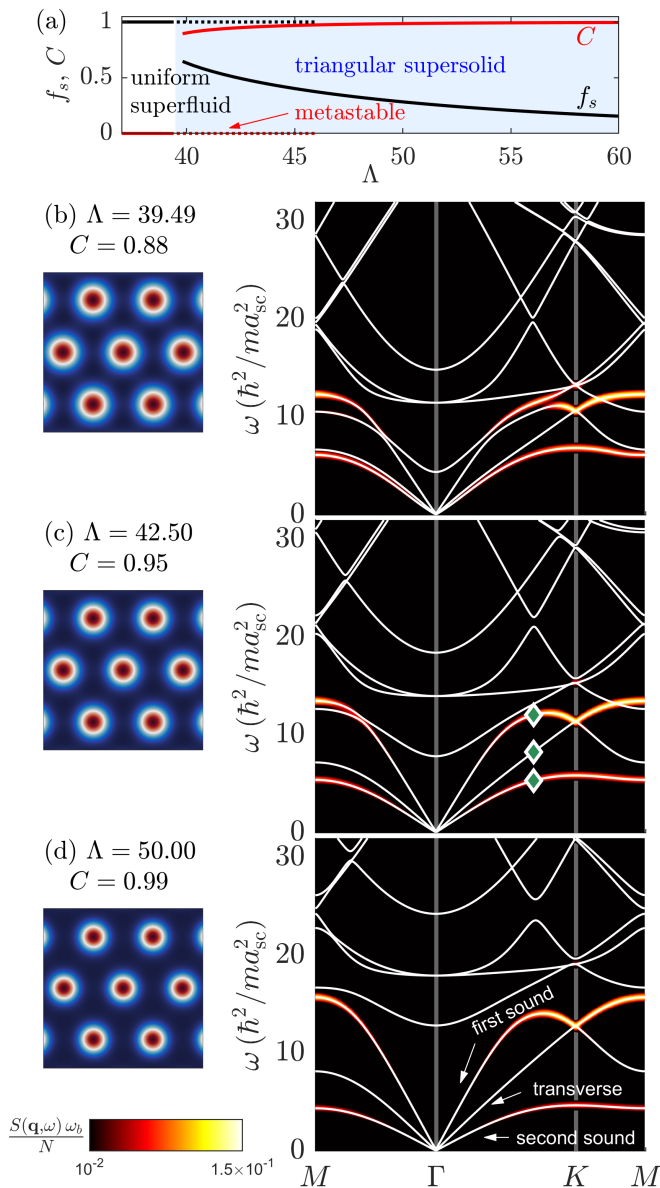 (a)
f_s, C
1
0.5
0
uniform
superfluid
triangular supersolid
C
f_s
metastable
40
45
50
55
60
Λ
(b) Λ = 39.49
C = 0.88
ω (ħ²/ma²_sc)
30
20
10
0
(c) Λ = 42.50
C = 0.95
ω (ħ²/ma²_sc)
30
20
10
0
(d) Λ = 50.00
C = 0.99
ω (ħ²/ma²_sc)
30
20
10
0
first sound
transverse
second sound
S(q,ω) ω_b
N
10⁻²
1.5×10⁻¹
M
Γ
K
M